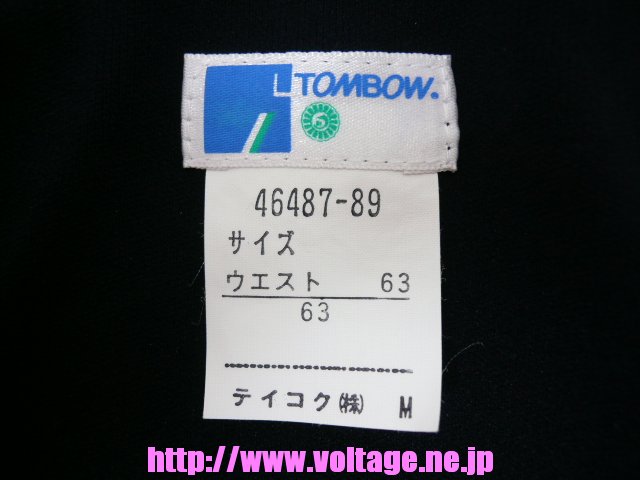 TOMBOW.
46487-89
サイズ
ウエスト 63
63
テイコク(株) M
http://www.voltage.ne.jp